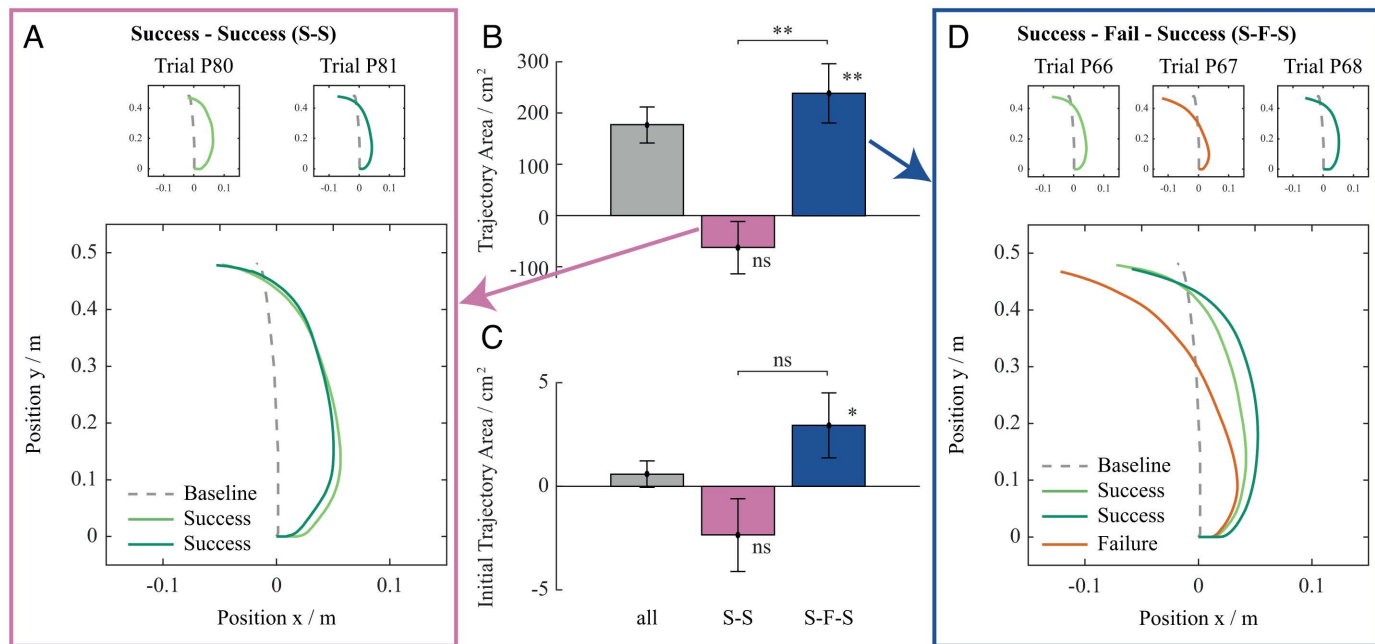 A
Success - Success (S-S)
Trial P80
Trial P81
0.4
0.2
0
-0.1
0
0.1
0.4
0.2
0
-0.1
0
0.1
0.5
0.4
0.3
0.2
0.1
0
-0.1
0
0.1
Position y / m
Position x / m
Baseline
Success
Success
B
Trajectory Area / cm²
300
200
100
0
-100
**
**
ns
C
Initial Trajectory Area / cm²
5
0
-5
ns
*
ns
all
S-S
S-F-S
D
Success - Fail - Success (S-F-S)
Trial P66
Trial P67
Trial P68
0.4
0.2
0
-0.1
0
0.1
0.4
0.2
0
-0.1
0
0.1
0.4
0.2
0
-0.1
0
0.1
0.5
0.4
0.3
0.2
0.1
0
-0.1
0
0.1
Position y / m
Position x / m
Baseline
Success
Success
Failure